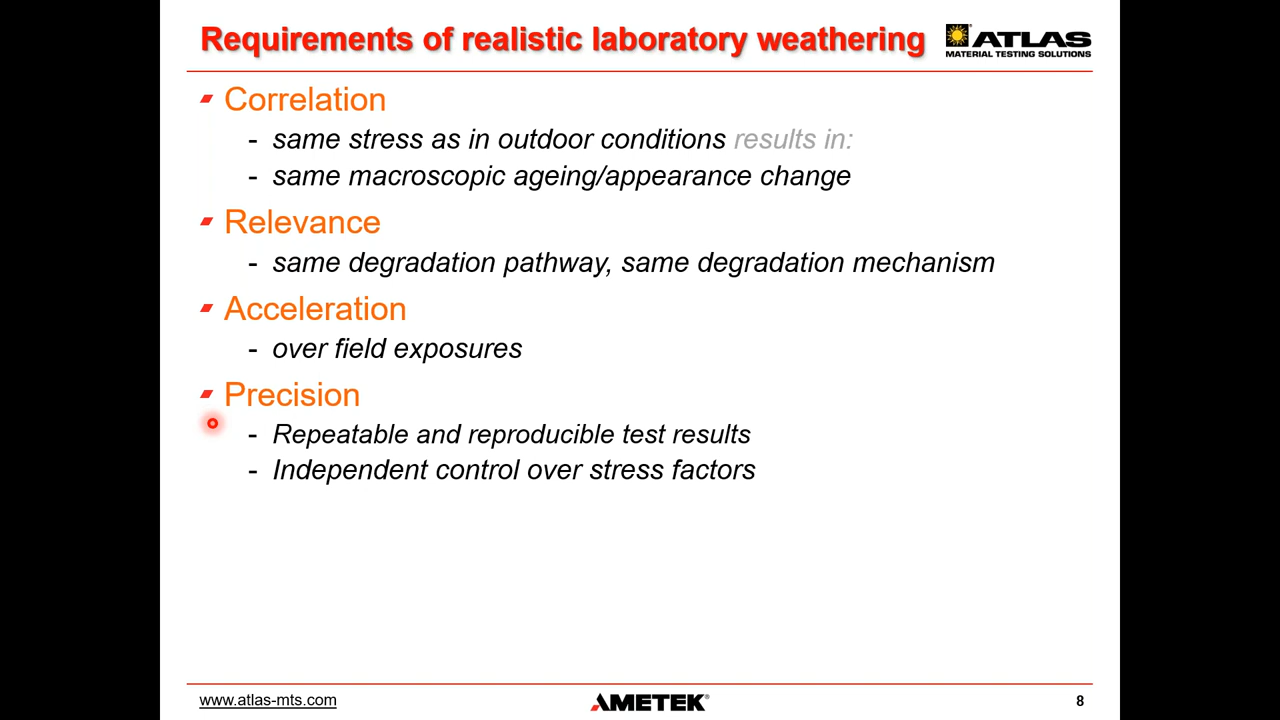 Requirements of realistic laboratory weathering
ATLAS
MATERIAL TESTING SOLUTIONS
Correlation
- same stress as in outdoor conditions results in:
- same macroscopic ageing/appearance change
Relevance
- same degradation pathway, same degradation mechanism
Acceleration
- over field exposures
Precision
- Repeatable and reproducible test results
- Independent control over stress factors
www.atlas-mts.com
AMETEK®
8